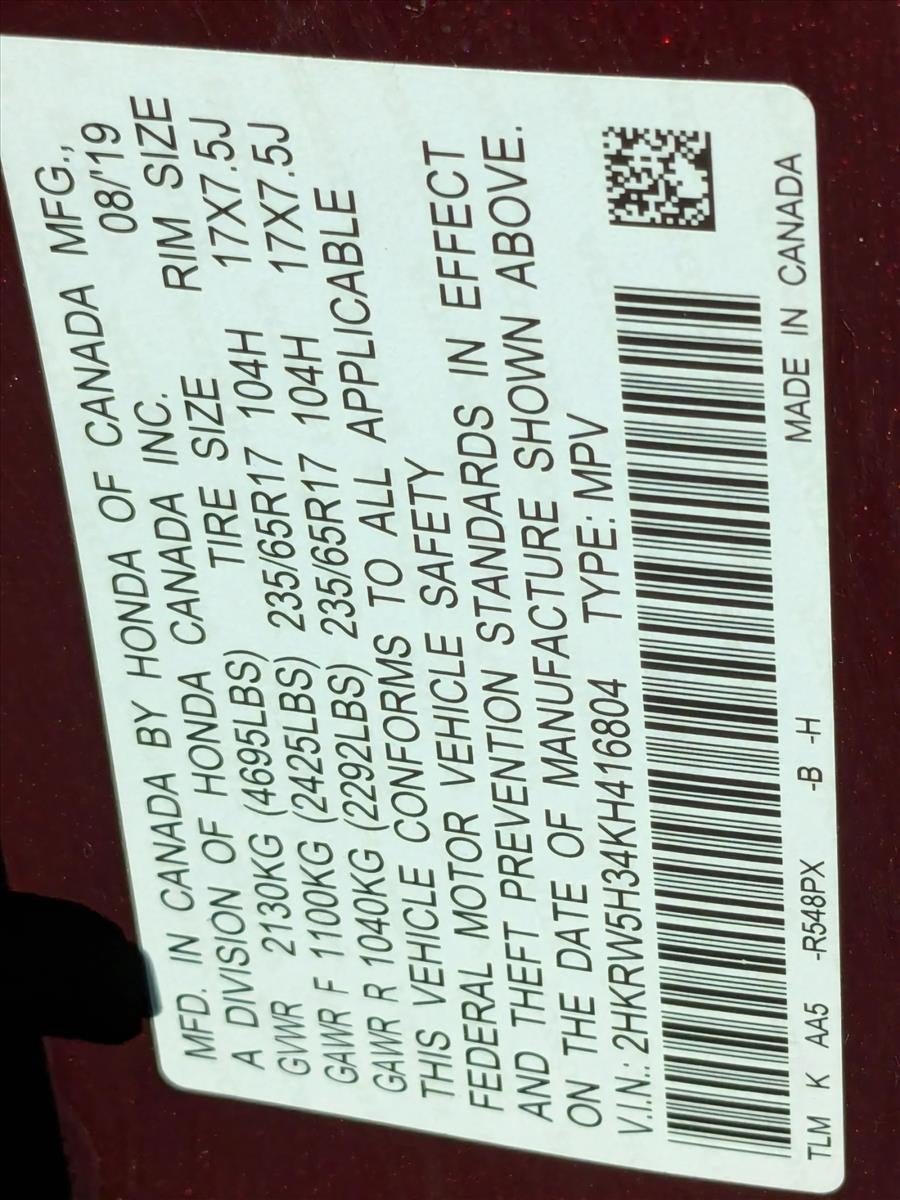 MFD. IN CANADA BY HONDA OF CANADA MFG.,
A DIVISION OF HONDA CANADA INC. 08/'19
GVWR 2130KG (4695LBS) TIRE SIZE RIM SIZE
GAWR F 1100KG (2425LBS) 235/65R17 104H 17X7.5J
GAWR R 1040KG (2292LBS) 235/65R17 104H 17X7.5J
THIS VEHICLE CONFORMS TO ALL APPLICABLE
FEDERAL MOTOR VEHICLE SAFETY
AND THEFT PREVENTION STANDARDS IN EFFECT
ON THE DATE OF MANUFACTURE SHOWN ABOVE.
V.I.N.: 2HKRW5H34KH416804 TYPE: MPV
TLM K AA5 -R548PX -B -H MADE IN CANADA